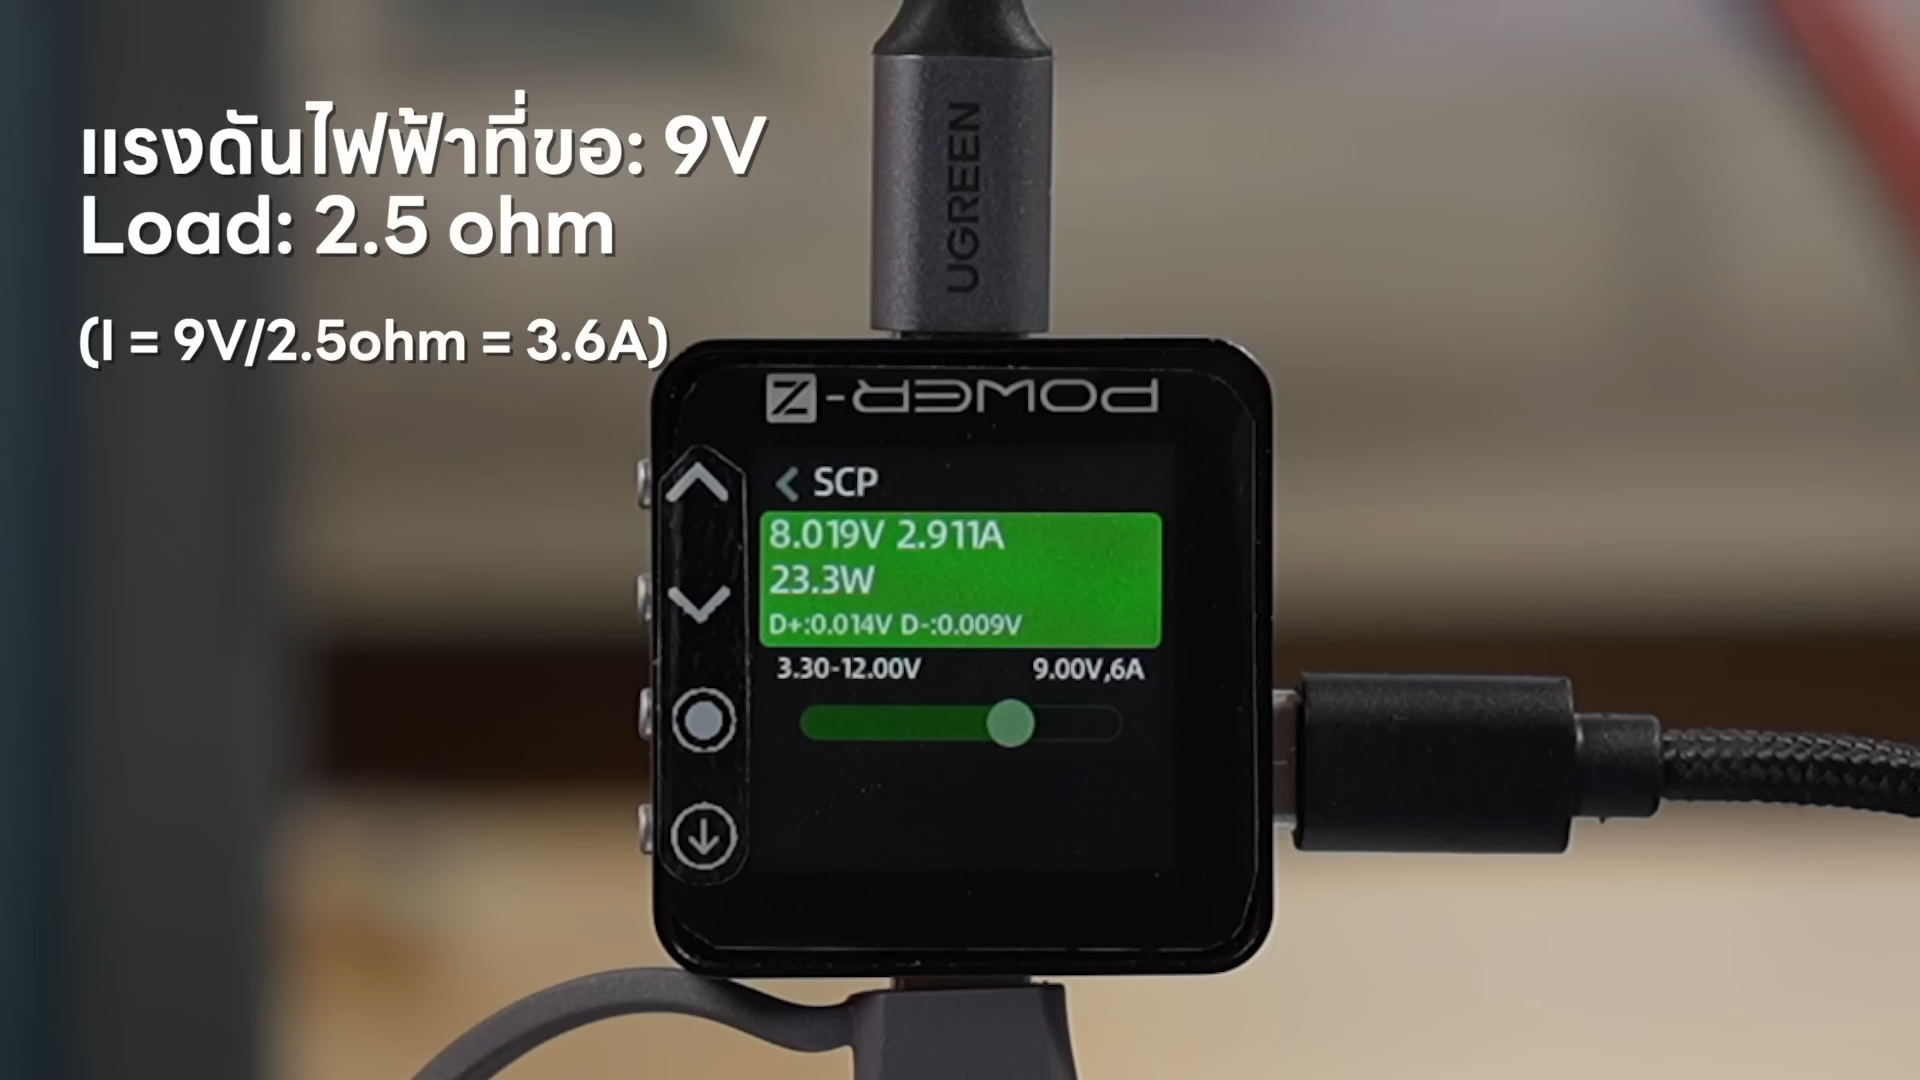 แรงดันไฟฟ้าที่ขอ: 9V
Load: 2.5 ohm
(I = 9V/2.5ohm = 3.6A)
UGREEN
POWER-Z
< SCP
8.019V 2.911A
23.3W
D+:0.014V D-:0.009V
3.30-12.00V 9.00V,6A